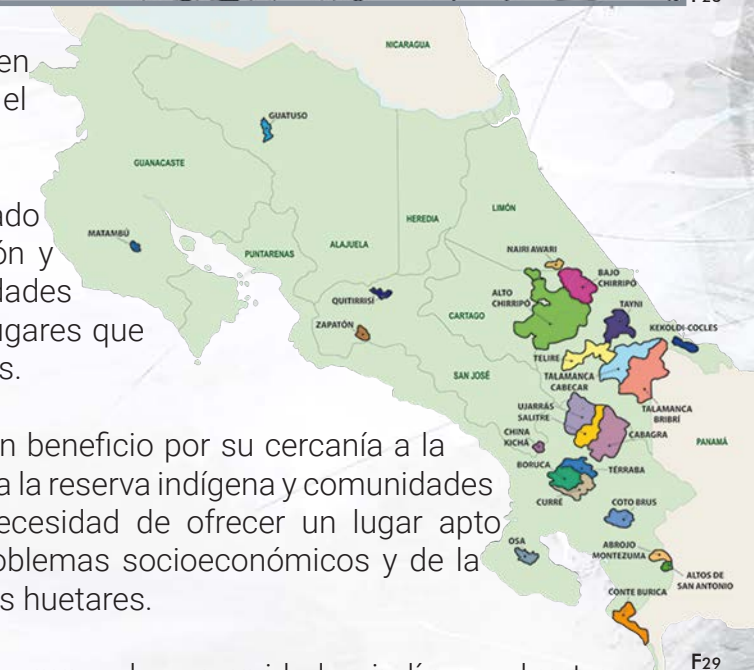 en
el
ado
ón y
dades
ugares que
s.
n beneficio por su cercanía a la
a la reserva indígena y comunidades
ecesidad de ofrecer un lugar apto
oblemas socioeconómicos y de la
s huetares.
NICARAGUA
GUATUSO
GUANACASTE
LIMÓN
HEREDIA
MATAMBÚ
ALAJUELA
PUNTARENAS
NAIRI AWARI
BAJO
CHIRRIPÓ
ALTO
CHIRRIPÓ
QUITIRRISÍ
TAYNI
CARTAGO
ZAPATÓN
KEKOLDI-COCLES
TELIRE
SAN JOSÉ
TALAMANCA
CABECAR
UJARRÁS
SALITRE
TALAMANCA
BRIBRÍ
CHINA
KICHÁ
CABAGRA
PANAMÁ
BORUCA
TÉRRABA
CURRÉ
COTO BRUS
OSA
ABROJO
MONTEZUMA
ALTOS DE
SAN ANTONIO
CONTE BURICA
F29